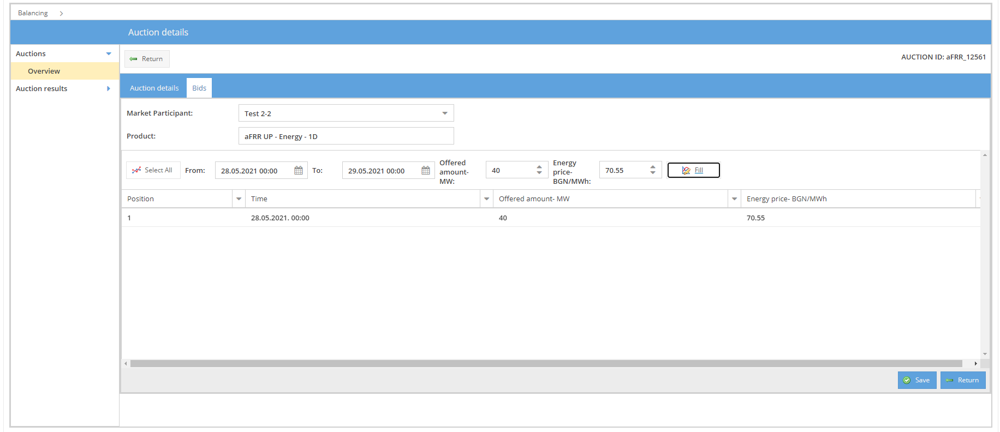 Balancing
Auction details
Auctions
Overview
Auction results
Return
AUCTION ID: aFRR_12561
Auction details
Bids
Market Participant:
Test 2-2
Product:
aFRR UP - Energy - 1D
Select All
From:
28.05.2021 00:00
To:
29.05.2021 00:00
Offered
amount-
MW:
40
Energy
price-
BGN/MWh:
70.55
Fill
Position
Time
Offered amount- MW
Energy price- BGN/MWh
1
28.05.2021. 00:00
40
70.55
Save
Return